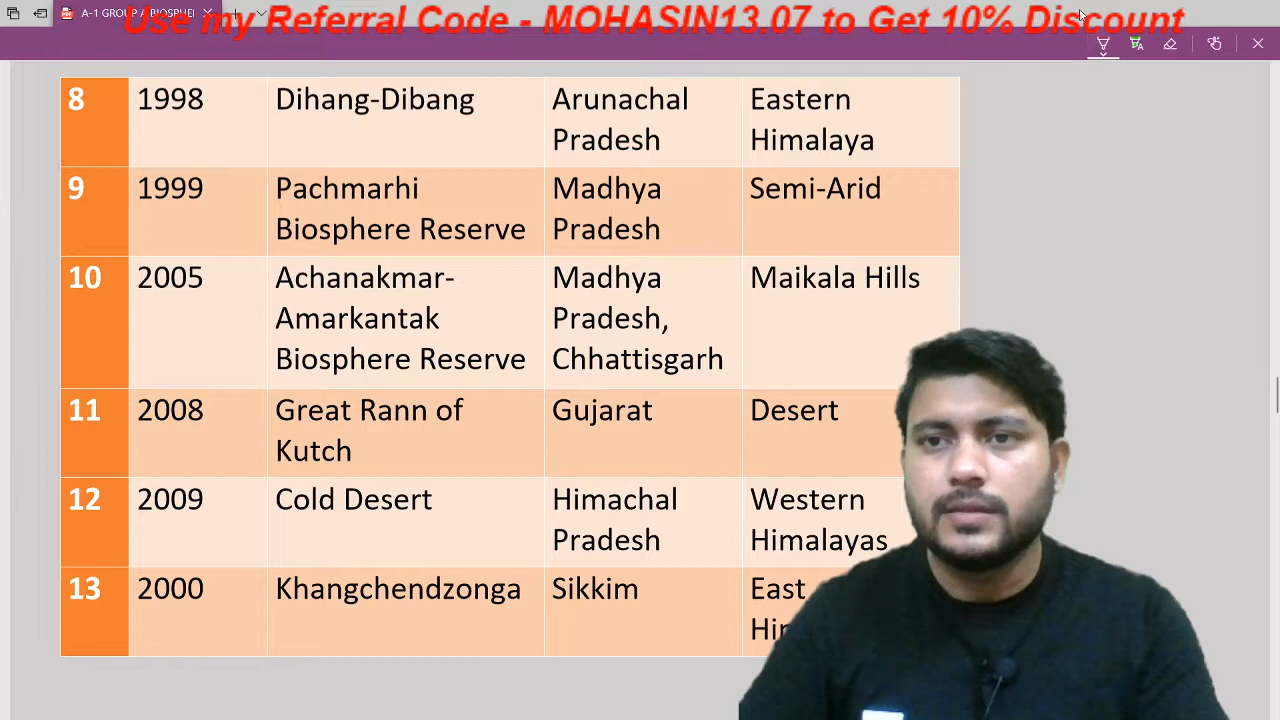 A-1 GROUP A BIOSPHE
Use my Referral Code - MOHASIN13.07 to Get 10% Discount
8 1998 Dihang-Dibang Arunachal Eastern
Pradesh Himalaya
9 1999 Pachmarhi Madhya Semi-Arid
Biosphere Reserve Pradesh
10 2005 Achanakmar- Madhya Maikala Hills
Amarkantak Pradesh,
Biosphere Reserve Chhattisgarh
11 2008 Great Rann of Gujarat Desert
Kutch
12 2009 Cold Desert Himachal Western
Pradesh Himalayas
13 2000 Khangchendzonga Sikkim East